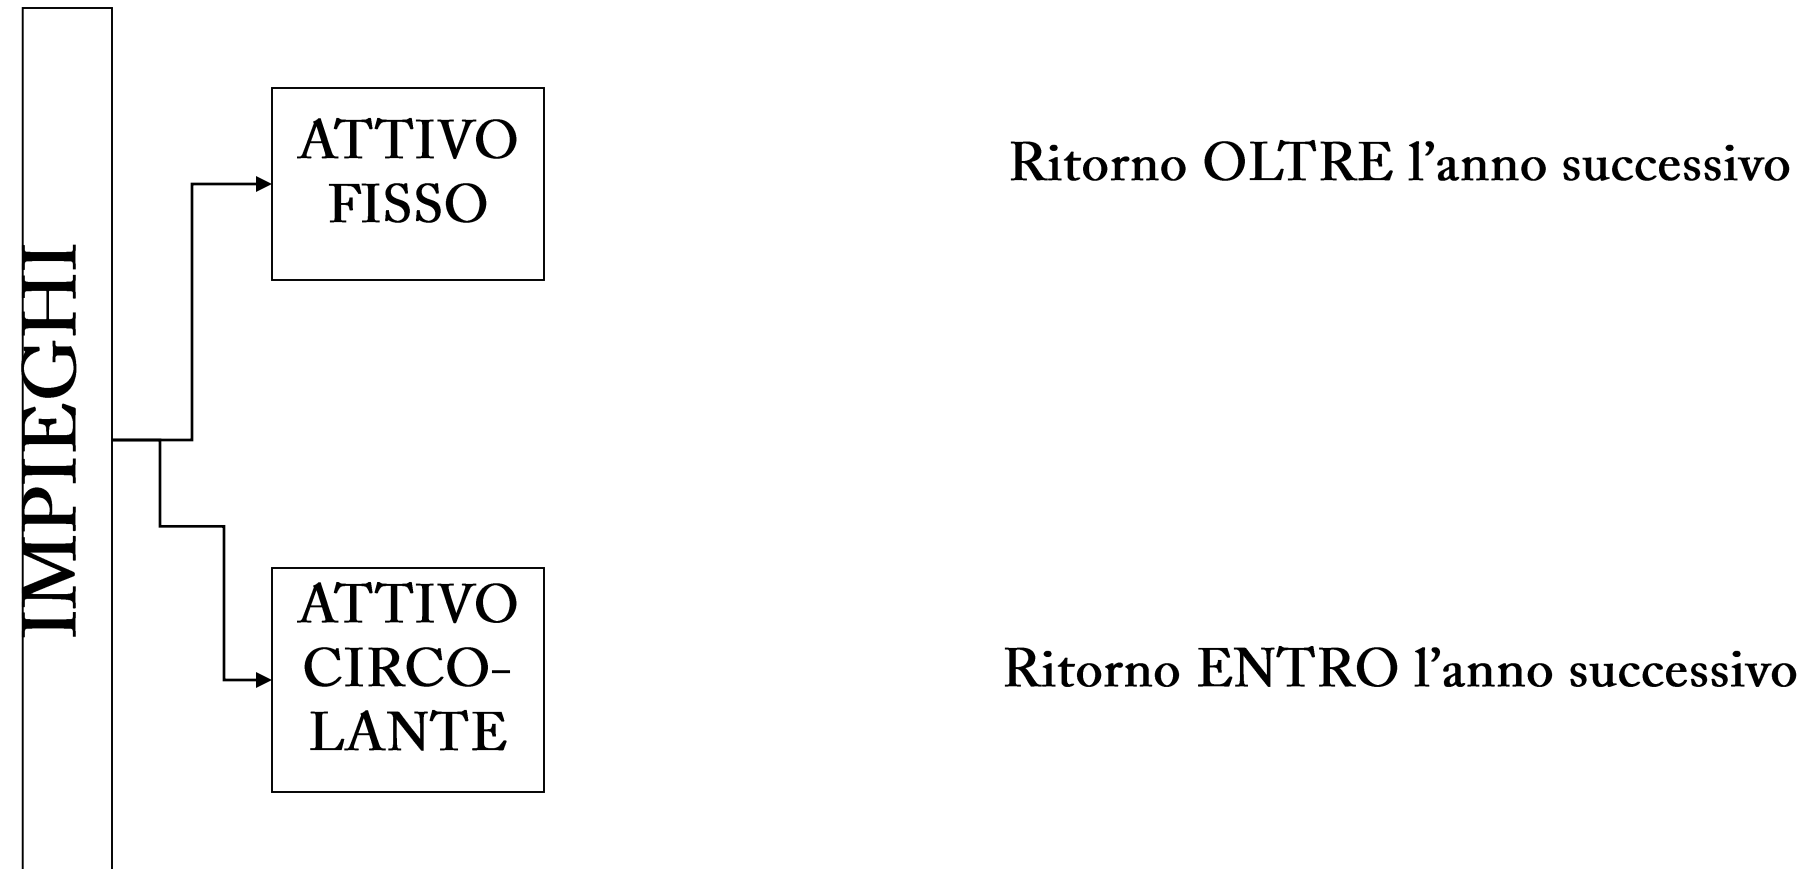 IMPIEGHI
ATTIVO
FISSO
Ritorno OLTRE l’anno successivo
ATTIVO
CIRCO-
LANTE
Ritorno ENTRO l’anno successivo